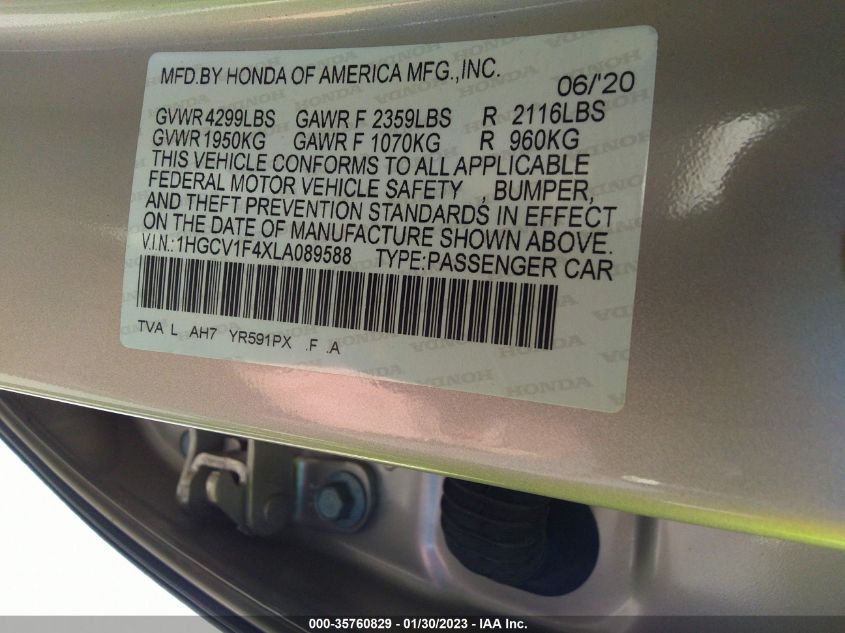 MFD.BY HONDA OF AMERICA MFG.,INC. 06/'20
GVWR 4299LBS GAWR F 2359LBS R 2116LBS
GVWR 1950KG GAWR F 1070KG R 960KG
THIS VEHICLE CONFORMS TO ALL APPLICABLE
FEDERAL MOTOR VEHICLE SAFETY , BUMPER,
AND THEFT PREVENTION STANDARDS IN EFFECT
ON THE DATE OF MANUFACTURE SHOWN ABOVE.
V.I.N.:1HGCV1F4XLA089588 TYPE:PASSENGER CAR
TVA L AH7 YR591PX .F .A
000-35760829 — 01/30/2023 — IAA Inc.